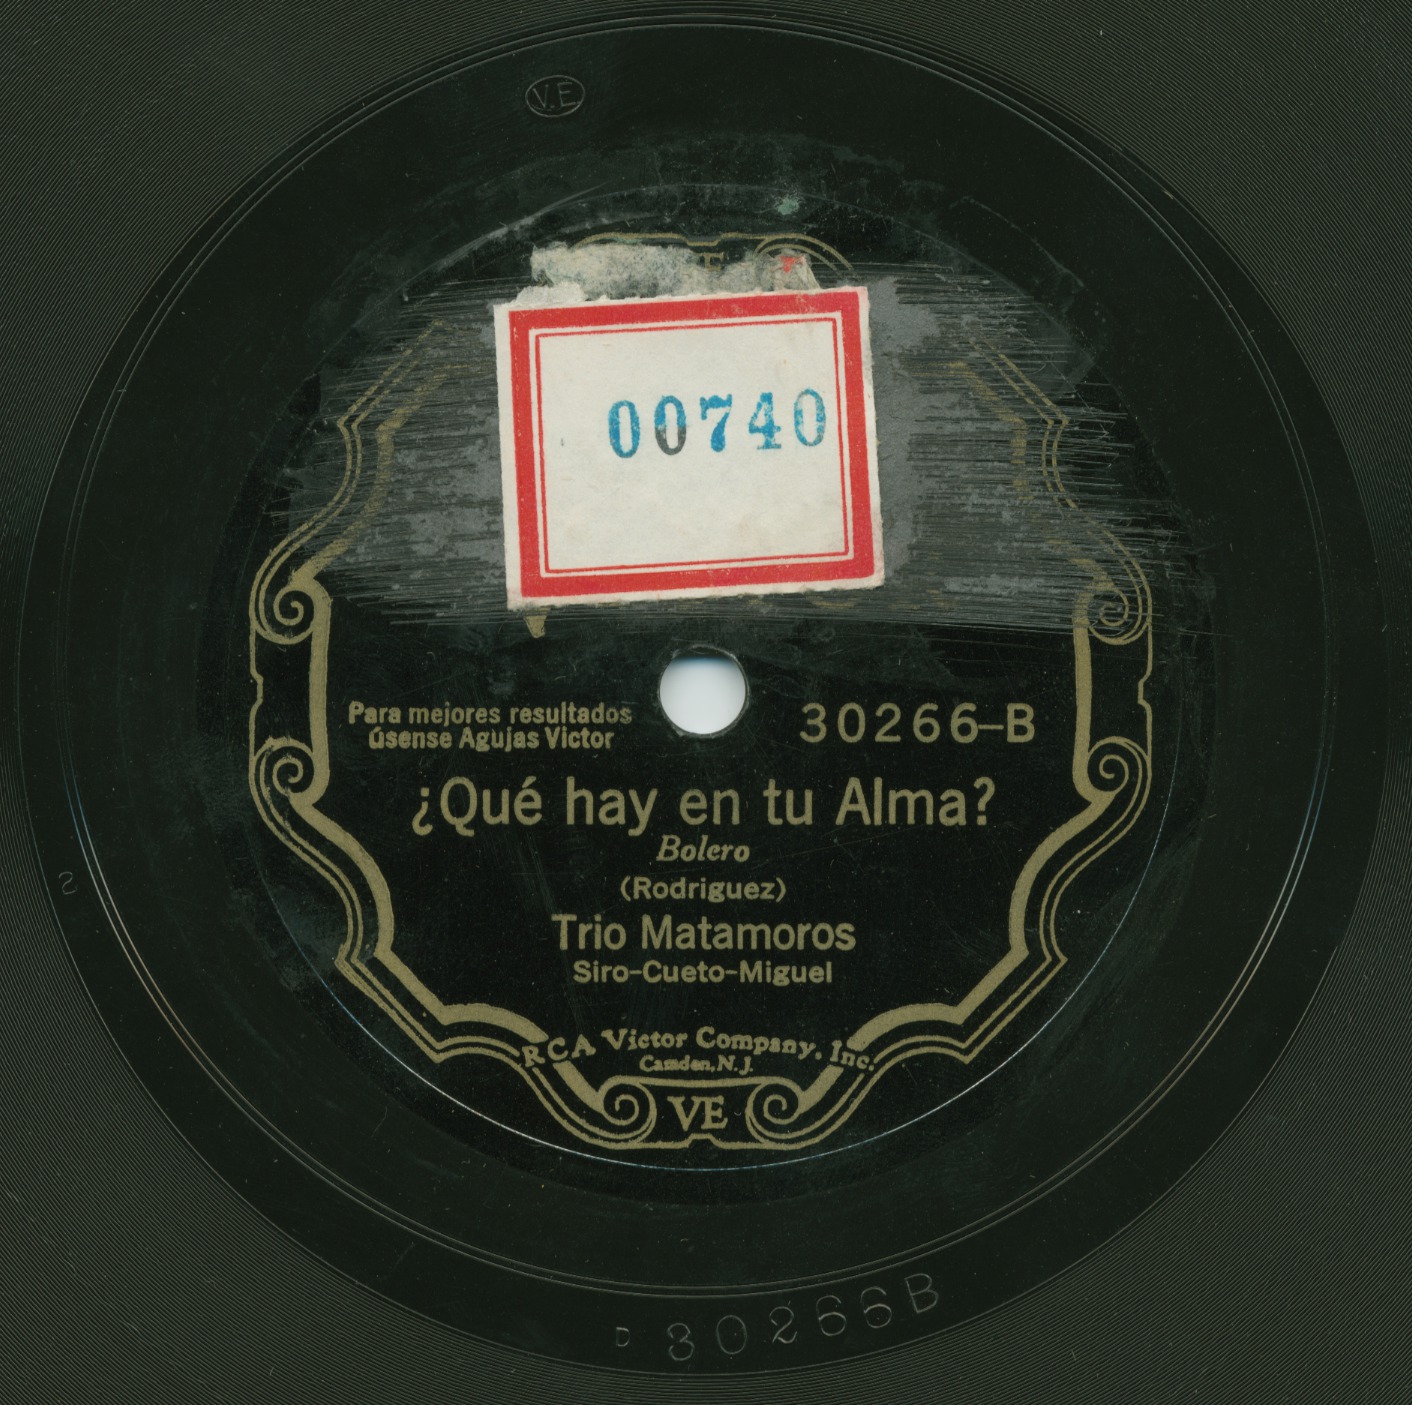 V.E
E
00740
Para mejores resultados
úsense Agujas Victor
30266-B
¿Qué hay en tu Alma?
Bolero
(Rodriguez)
Trio Matamoros
Siro-Cueto-Miguel
RCA Victor Company, Inc.
Camden, N.J.
VE
S
D 30266B